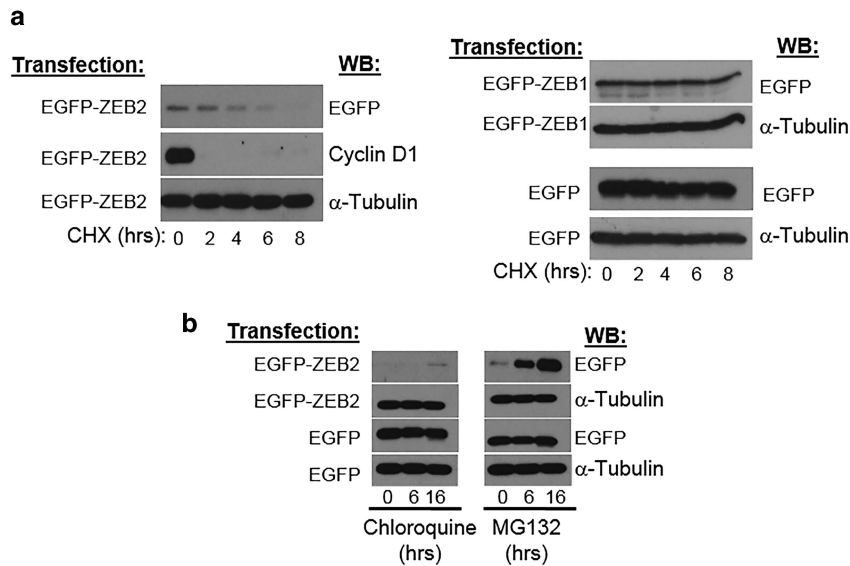 a
Transfection: WB:
EGFP-ZEB2 EGFP
EGFP-ZEB2 Cyclin D1
EGFP-ZEB2 α-Tubulin
CHX (hrs): 0 2 4 6 8
Transfection: WB:
EGFP-ZEB1 EGFP
EGFP-ZEB1 α-Tubulin
EGFP EGFP
EGFP α-Tubulin
CHX (hrs): 0 2 4 6 8
b
Transfection: WB:
EGFP-ZEB2 EGFP
EGFP-ZEB2 α-Tubulin
EGFP EGFP
EGFP α-Tubulin
0 6 16 0 6 16
Chloroquine MG132
(hrs) (hrs)